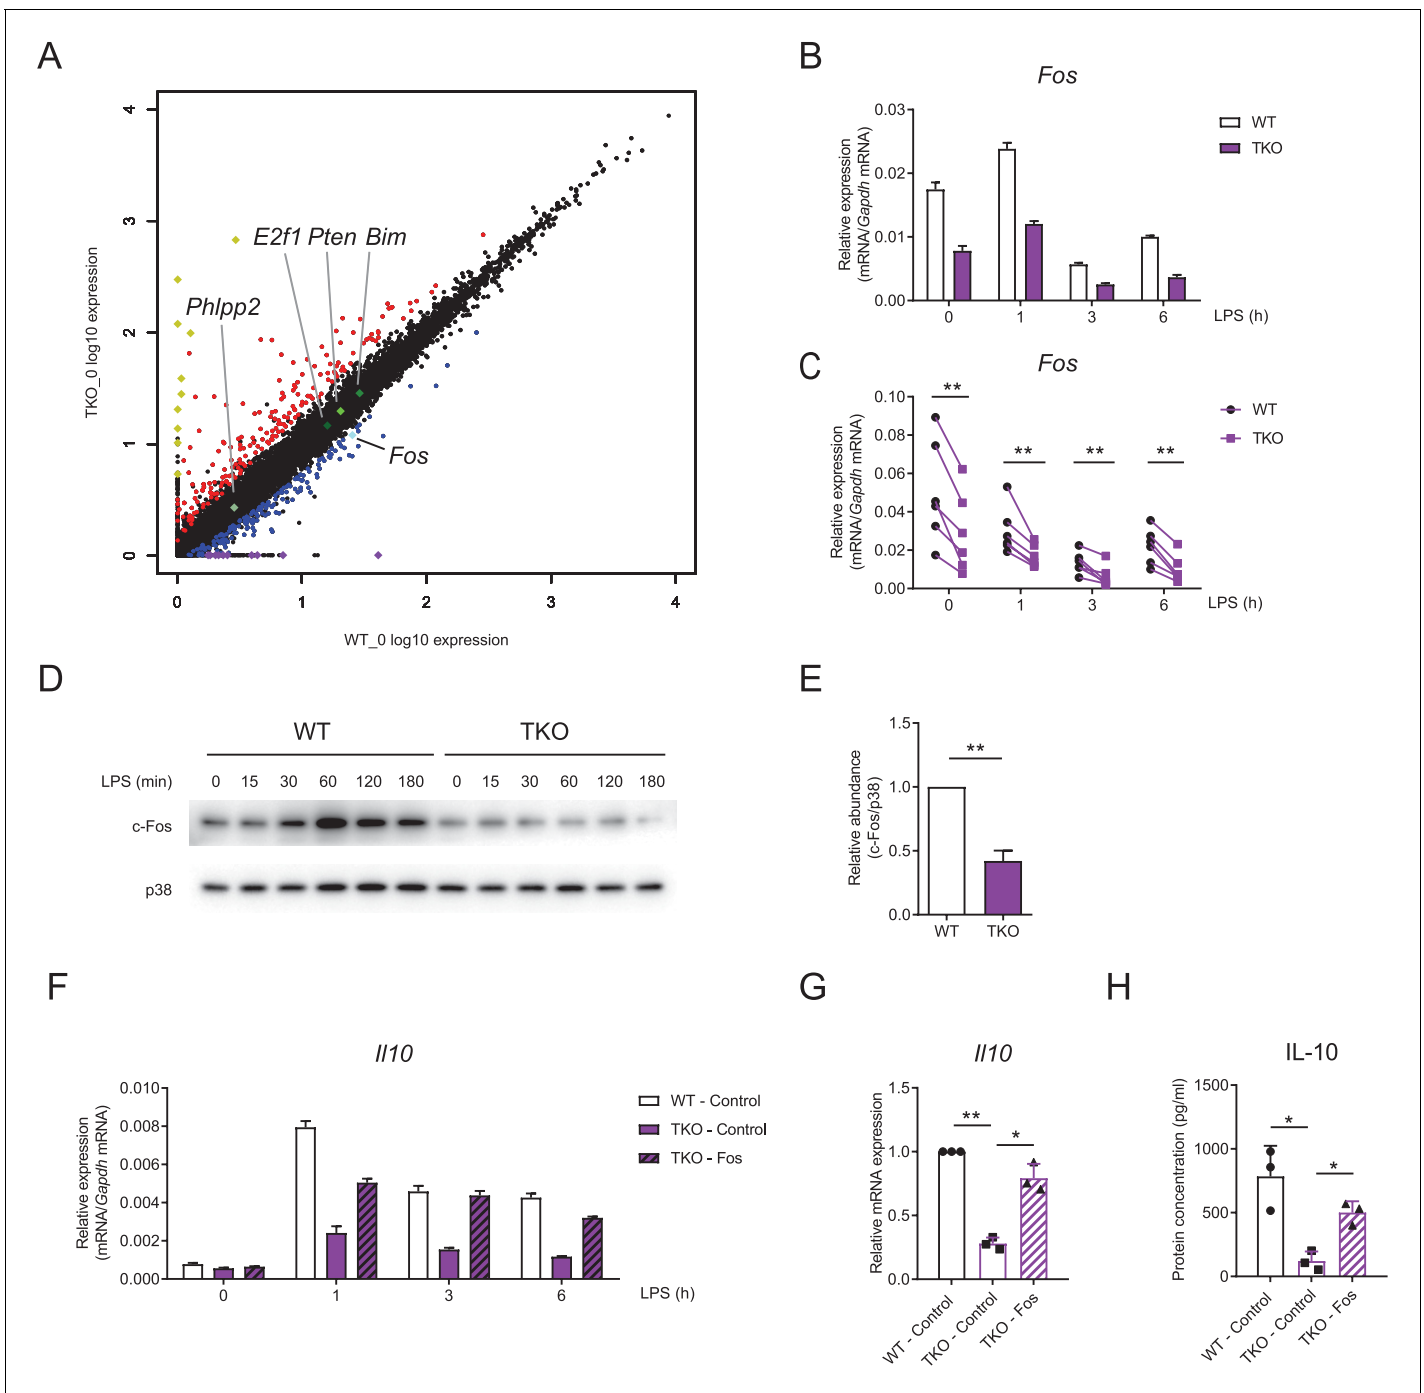 A
4
3
2
1
0
TKO_0 log10 expression
E2f1 Pten Bim
Phlpp2
Fos
0 1 2 3 4
WT_0 log10 expression
B
Fos
Relative expression
(mRNA/Gapdh mRNA)
0.03
0.02
0.01
0.00
WT
TKO
0 1 3 6 LPS (h)
C
Fos
Relative expression
(mRNA/Gapdh mRNA)
0.10
0.08
0.06
0.04
0.02
0.00
** ** ** **
WT
TKO
0 1 3 6 LPS (h)
D
WT TKO
LPS (min) 0 15 30 60 120 180 0 15 30 60 120 180
c-Fos
p38
E
Relative abundance
(c-Fos/p38)
1.5
1.0
0.5
0.0
**
WT TKO
F
Il10
Relative expression
(mRNA/Gapdh mRNA)
0.010
0.008
0.006
0.004
0.002
0.000
WT - Control
TKO - Control
TKO - Fos
0 1 3 6 LPS (h)
G
Il10
Relative mRNA expression
1.5
1.0
0.5
0.0
** *
WT - Control
TKO - Control
TKO - Fos
H
IL-10
Protein concentration (pg/ml)
1500
1000
500
0
* *
WT - Control
TKO - Control
TKO - Fos